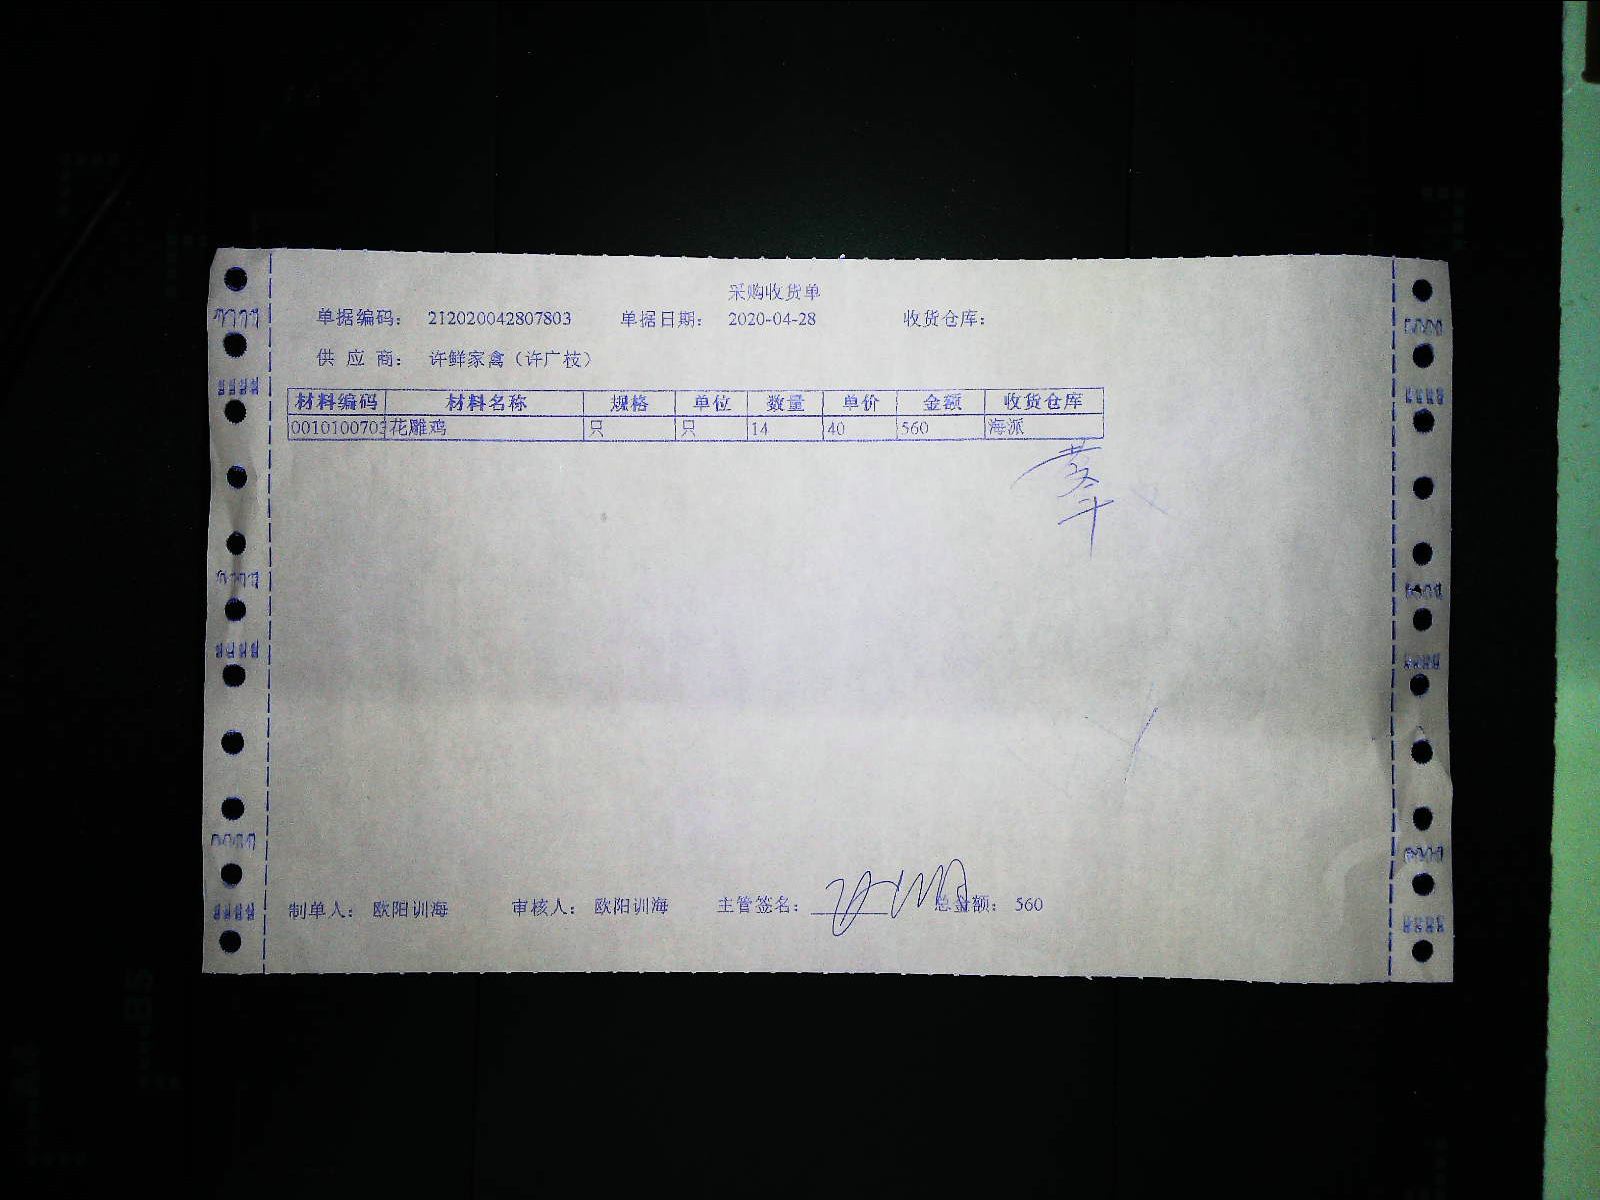 采购收货单
单据编码： 212020042807803 单据日期： 2020-04-28 收货仓库：
供 应 商： 许鲜家禽（许广枝）
材料编码 材料名称 规格 单位 数量 单价 金额 收货仓库
0010100703 花雕鸡 只 只 14 40 560 海派
制单人： 欧阳训海 审核人： 欧阳训海 主管签名： 总金额： 560